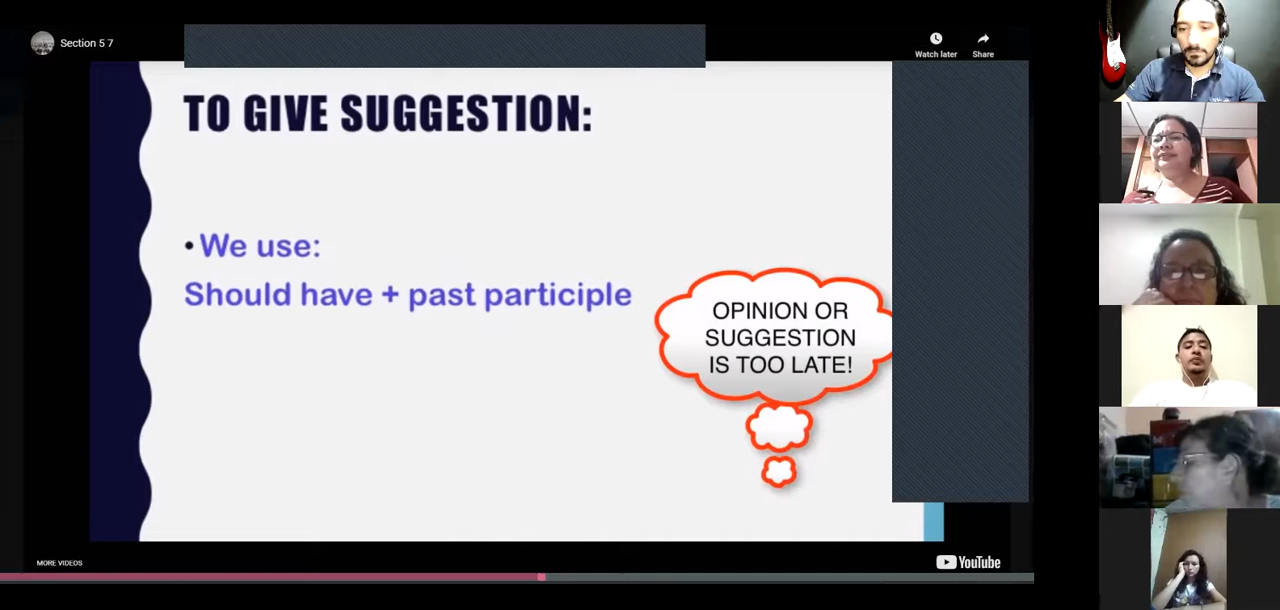 Section 5 7
Watch later
Share
TO GIVE SUGGESTION:
• We use:
Should have + past participle
OPINION OR
SUGGESTION
IS TOO LATE!
MORE VIDEOS
YouTube